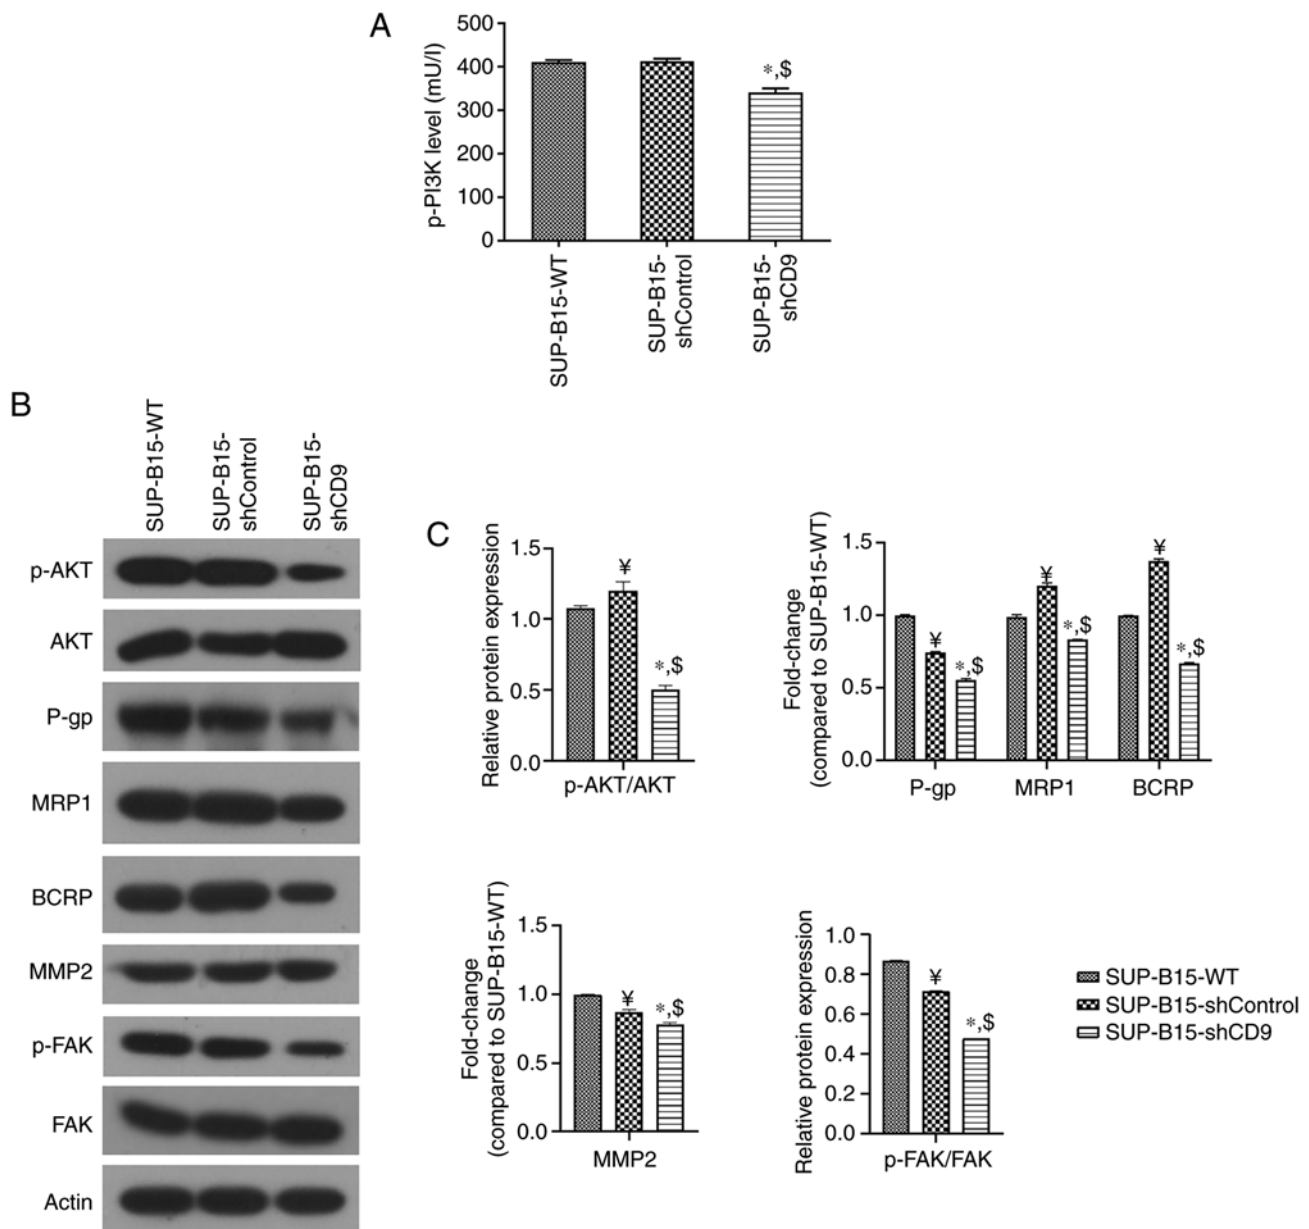 A
p-PI3K level (mU/l)
500
400
300
200
100
0
*,$
SUP-B15-WT
SUP-B15-
shControl
SUP-B15-
shCD9
B
SUP-B15-WT
SUP-B15-
shControl
SUP-B15-
shCD9
p-AKT
AKT
P-gp
MRP1
BCRP
MMP2
p-FAK
FAK
Actin
C
Relative protein expression
1.5
1.0
0.5
0.0
¥
*,$
p-AKT/AKT
Fold-change
(compared to SUP-B15-WT)
1.5
1.0
0.5
0.0
¥
*,$
¥
*,$
¥
*,$
P-gp
MRP1
BCRP
Fold-change
(compared to SUP-B15-WT)
1.5
1.0
0.5
0.0
¥
*,$
MMP2
Relative protein expression
1.0
0.8
0.6
0.4
0.2
0.0
¥
*,$
p-FAK/FAK
SUP-B15-WT
SUP-B15-shControl
SUP-B15-shCD9